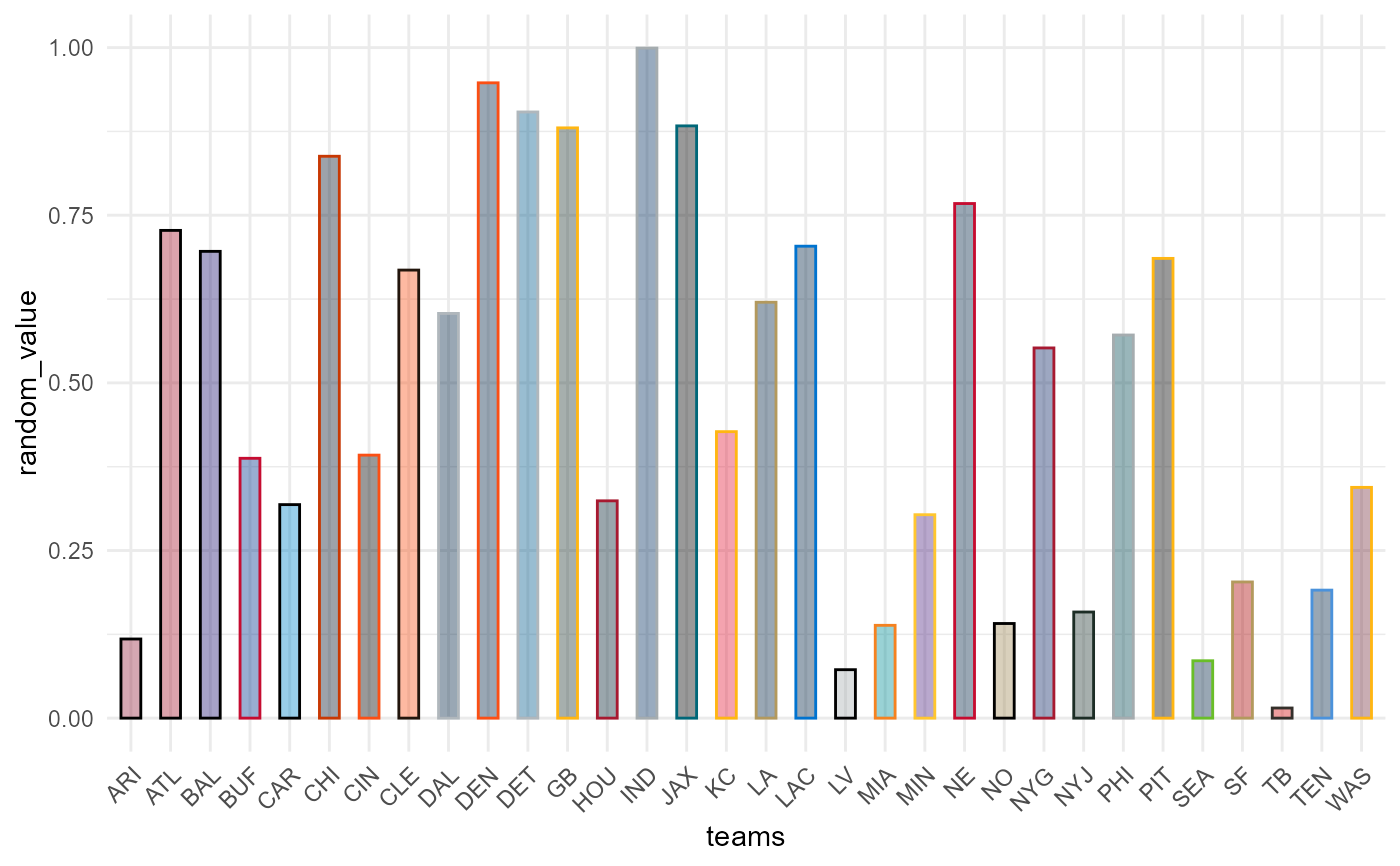 1.00
0.75
0.50
0.25
0.00
random_value
ARI ATL BAL BUF CAR CHI CIN CLE DAL DEN DET GB HOU IND JAX KC LA LAC LV MIA MIN NE NO NYG NYJ PHI PIT SEA SF TB TEN WAS
teams